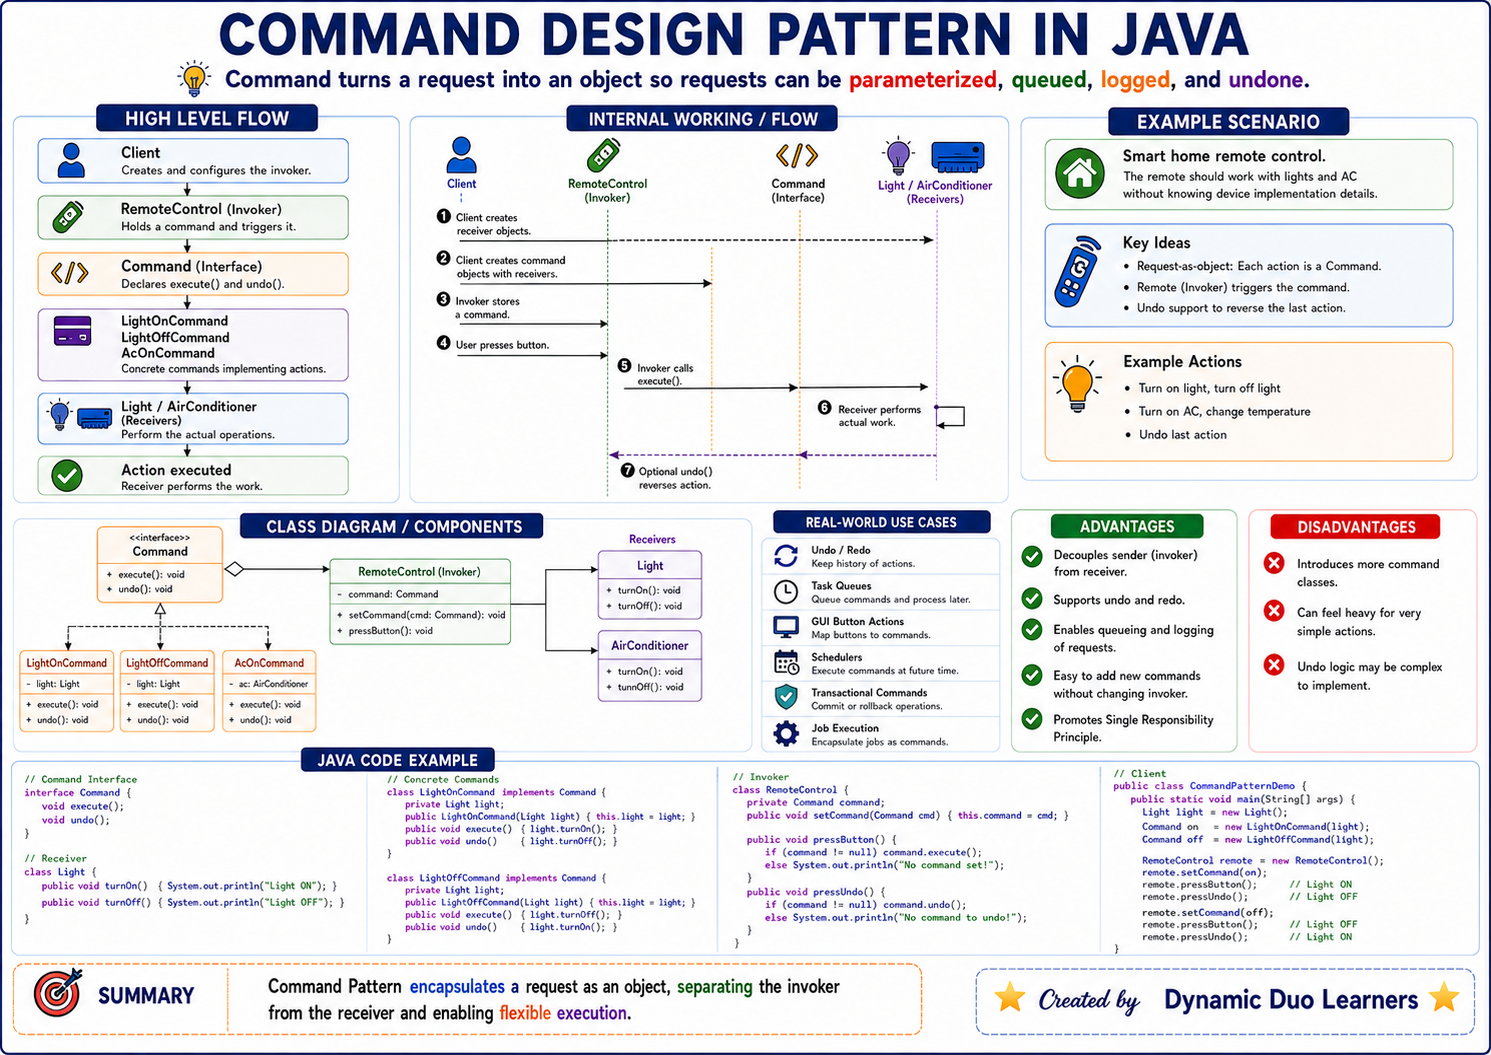 COMMAND DESIGN PATTERN IN JAVA
Command turns a request into an object so requests can be parameterized, queued, logged, and undone.
HIGH LEVEL FLOW
Client
Creates and configures the invoker.
RemoteControl (Invoker)
Holds a command and triggers it.
Command (Interface)
Declares execute() and undo().
LightOnCommand
LightOffCommand
AcOnCommand
Concrete commands implementing actions.
Light / AirConditioner
(Receivers)
Perform the actual operations.
Action executed
Receiver performs the work.
INTERNAL WORKING / FLOW
Client
RemoteControl
(Invoker)
Command
(Interface)
Light / AirConditioner
(Receivers)
1 Client creates
receiver objects.
2 Client creates command
objects with receivers.
3 Invoker stores
a command.
4 User presses button.
5 Invoker calls
execute().
6 Receiver performs
actual work.
7 Optional undo()
reverses action.
EXAMPLE SCENARIO
Smart home remote control.
The remote should work with lights and AC
without knowing device implementation details.
Key Ideas
• Request-as-object: Each action is a Command.
• Remote (Invoker) triggers the command.
• Undo support to reverse the last action.
Example Actions
• Turn on light, turn off light
• Turn on AC, change temperature
• Undo last action
CLASS DIAGRAM / COMPONENTS
<<interface>>
Command
+ execute(): void
+ undo(): void
LightOnCommand
- light: Light
+ execute(): void
+ undo(): void
LightOffCommand
- light: Light
+ execute(): void
+ undo(): void
AcOnCommand
- ac: AirConditioner
+ execute(): void
+ undo(): void
RemoteControl (Invoker)
- command: Command
+ setCommand(cmd: Command): void
+ pressButton(): void
Receivers
Light
+ turnOn(): void
+ turnOff(): void
AirConditioner
+ turnOn(): void
+ tunnOff(): void
REAL-WORLD USE CASES
Undo / Redo
Keep history of actions.
Task Queues
Queue commands and process later.
GUI Button Actions
Map buttons to commands.
Schedulers
Execute commands at future time.
Transactional Commands
Commit or rollback operations.
Job Execution
Encapsulate jobs as commands.
ADVANTAGES
Decouples sender (invoker)
from receiver.
Supports undo and redo.
Enables queueing and logging
of requests.
Easy to add new commands
without changing invoker.
Promotes Single Responsibility
Principle.
DISADVANTAGES
Introduces more command
classes.
Can feel heavy for very
simple actions.
Undo logic may be complex
to implement.
JAVA CODE EXAMPLE
// Command Interface
interface Command {
void execute();
void undo();
}
// Receiver
class Light {
public void turnOn() { System.out.println("Light ON"); }
public void turnOff() { System.out.println("Light OFF"); }
}
// Concrete Commands
class LightOnCommand implements Command {
private Light light;
public LightOnCommand(Light light) { this.light = light; }
public void execute() { light.turnOn(); }
public void undo() { light.turnOff(); }
}
class LightOffCommand implements Command {
private Light light;
public LightOffCommand(Light light) { this.light = light; }
public void execute() { light.turnOff(); }
public void undo() { light.turnOn(); }
}
// Invoker
class RemoteControl {
private Command command;
public void setCommand(Command cmd) { this.command = cmd; }
public void pressButton() {
if (command != null) command.execute();
else System.out.println("No command set!");
}
public void pressUndo() {
if (command != null) command.undo();
else System.out.println("No command to undo!");
}
}
// Client
public class CommandPatternDemo {
public static void main(String[] args) {
Light light = new Light();
Command on = new LightOnCommand(light);
Command off = new LightOffCommand(light);
RemoteControl remote = new RemoteControl();
remote.setCommand(on);
remote.pressButton(); // Light ON
remote.pressUndo(); // Light OFF
remote.setCommand(off);
remote.pressButton(); // Light OFF
remote.pressUndo(); // Light ON
}
SUMMARY
Command Pattern encapsulates a request as an object, separating the invoker
from the receiver and enabling flexible execution.
Created by Dynamic Duo Learners